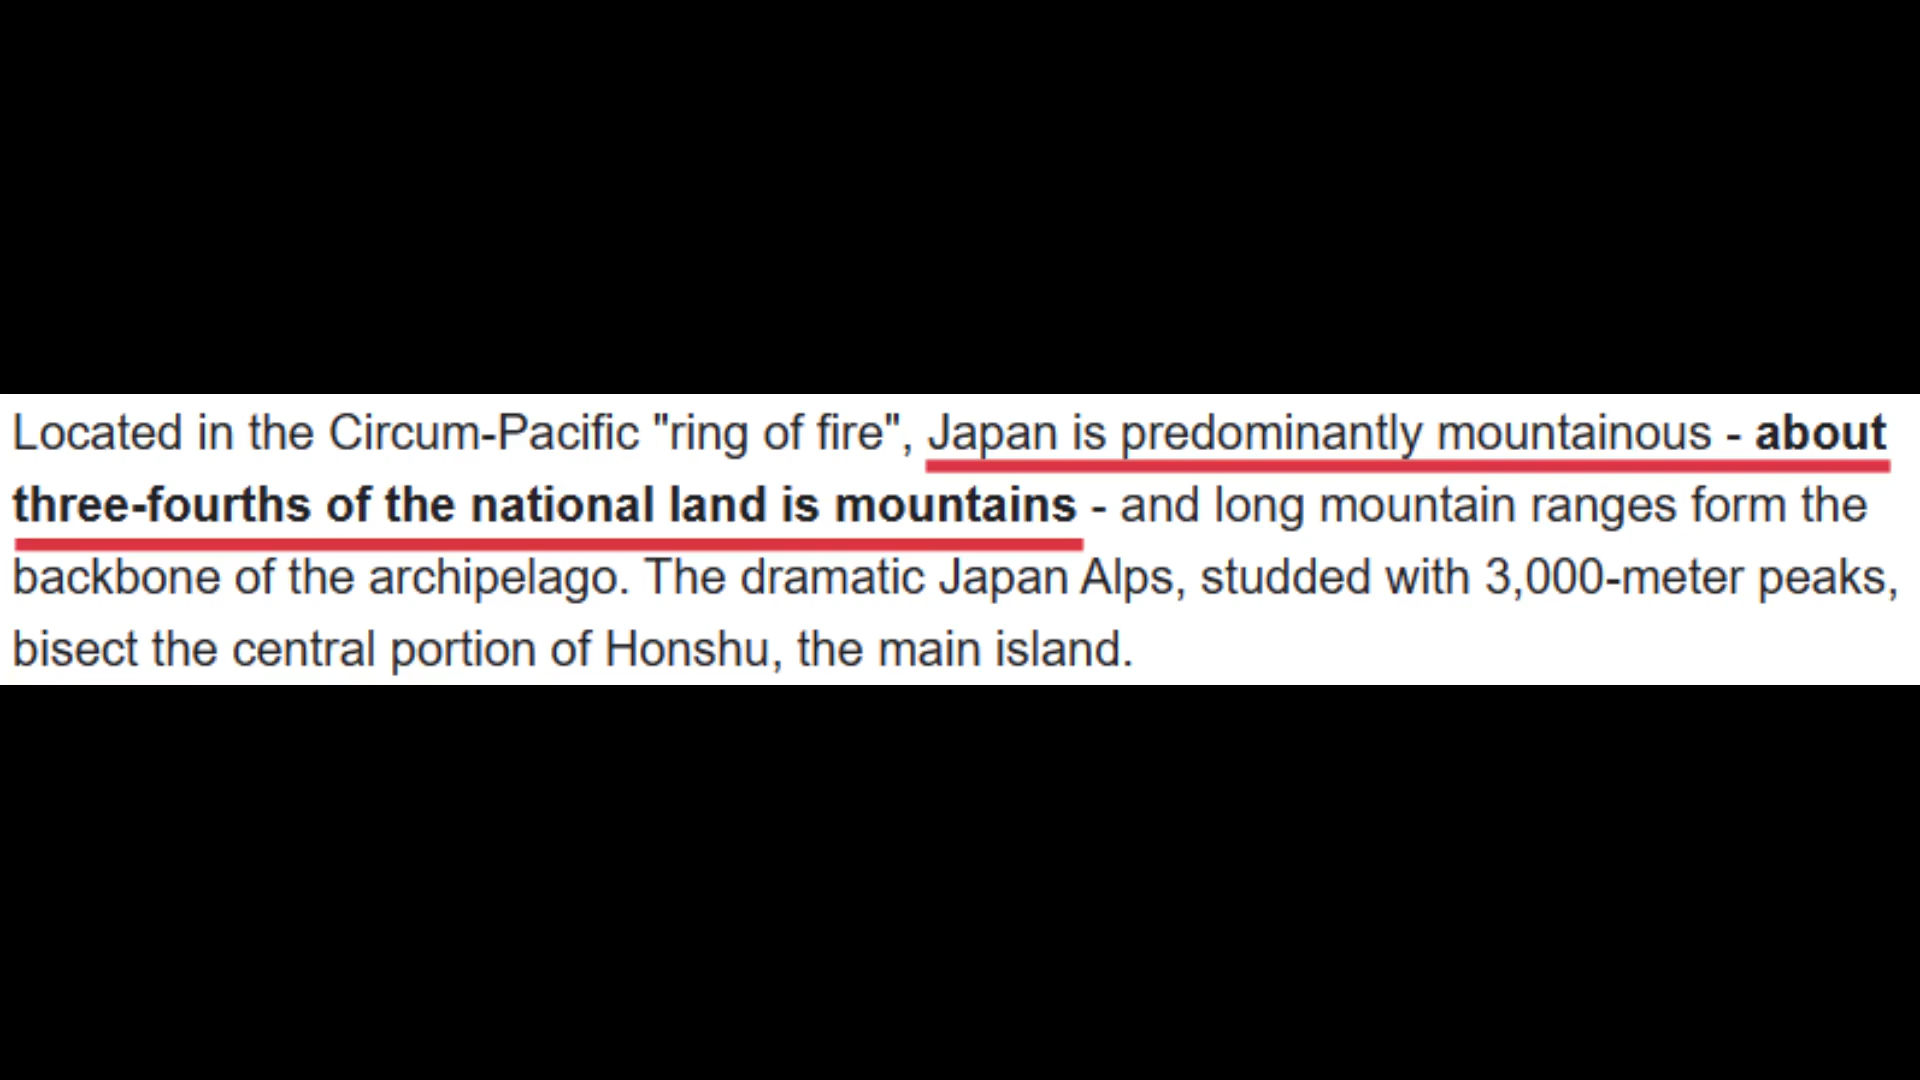 Located in the Circum-Pacific "ring of fire", Japan is predominantly mountainous - about
three-fourths of the national land is mountains - and long mountain ranges form the
backbone of the archipelago. The dramatic Japan Alps, studded with 3,000-meter peaks,
bisect the central portion of Honshu, the main island.